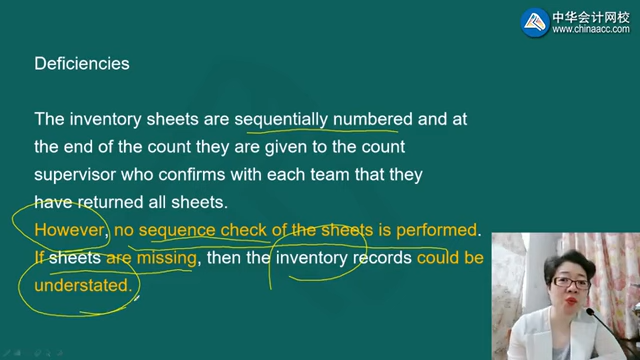 中华会计网校
www.chinaacc.com
Deficiencies
The inventory sheets are sequentially numbered and at
the end of the count they are given to the count
supervisor who confirms with each team that they
have returned all sheets.
However, no sequence check of the sheets is performed.
If sheets are missing, then the inventory records could be
understated.